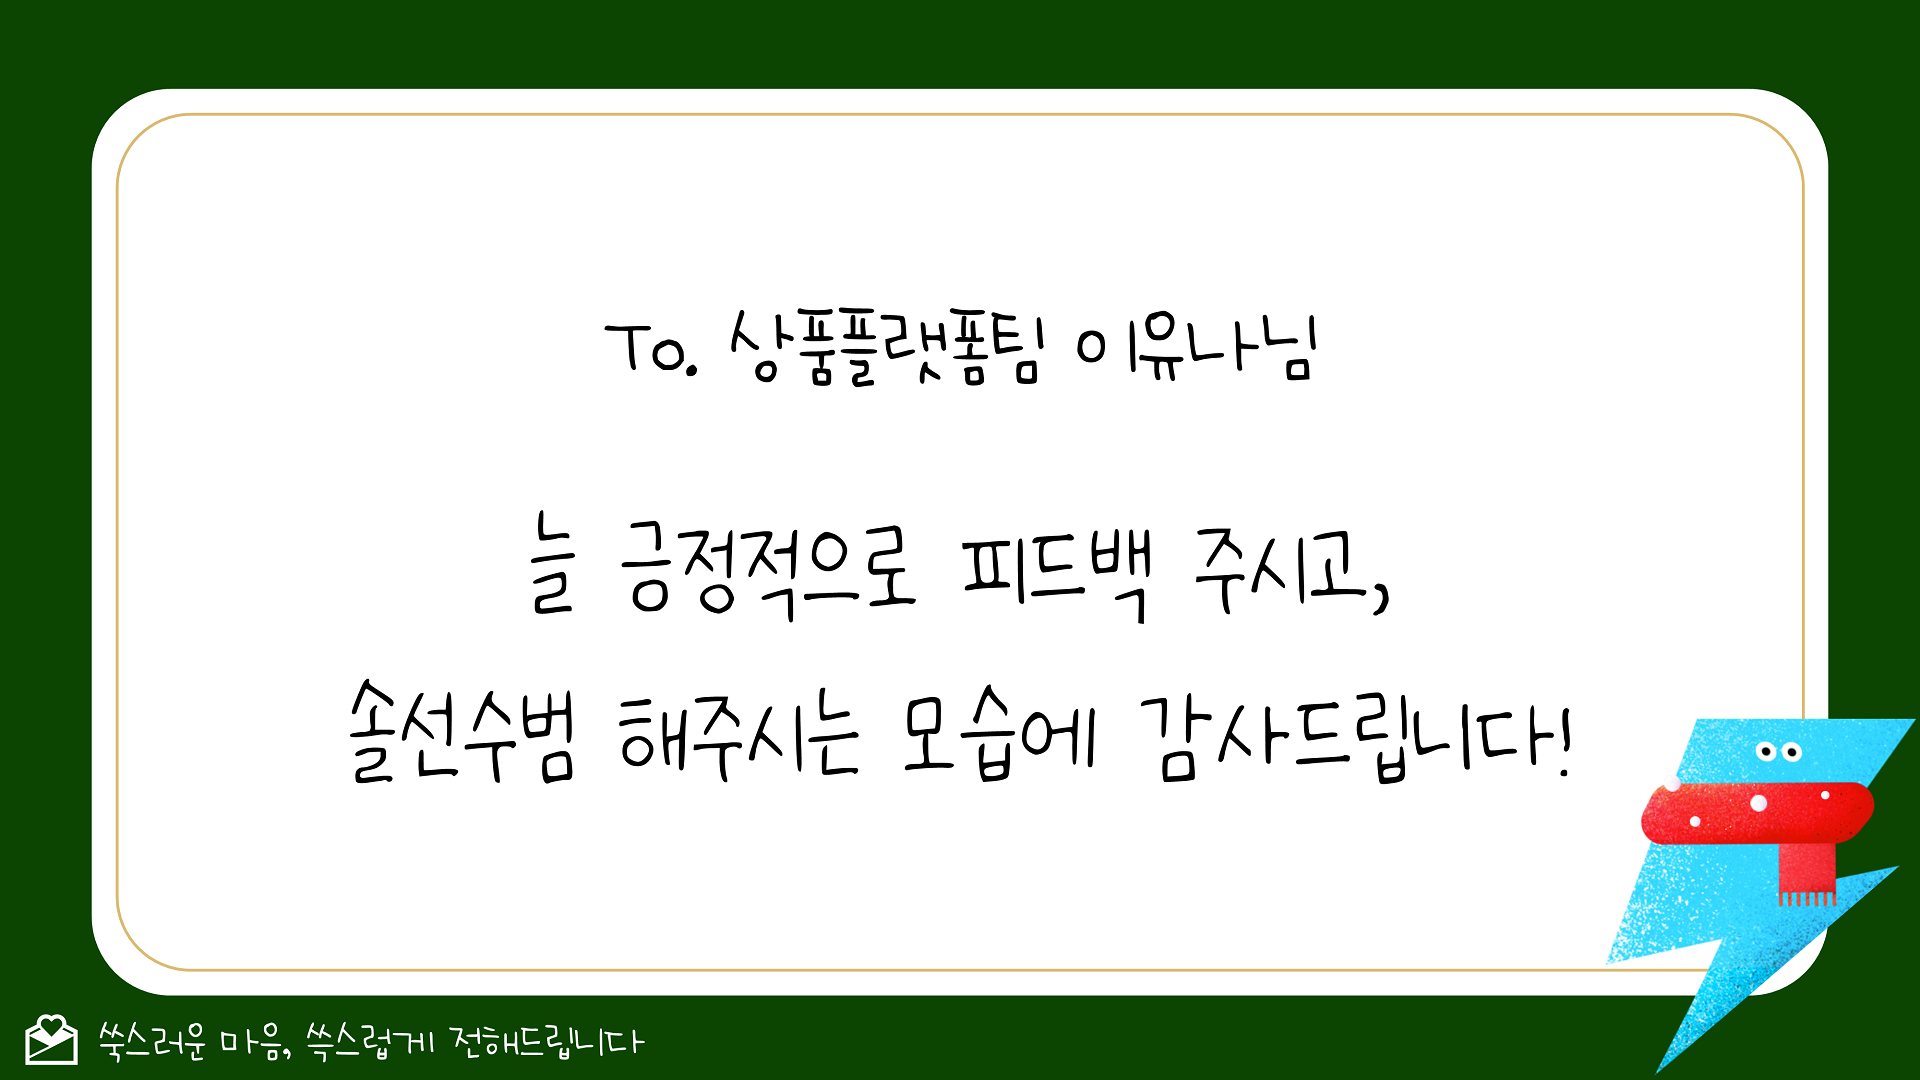 To. 상품플랫폼팀 이유나님
늘 긍정적으로 피드백 주시고,
솔선수범 해주시는 모습에 감사드립니다!
쑥스러운 마음, 쓱스럽게 전해드립니다